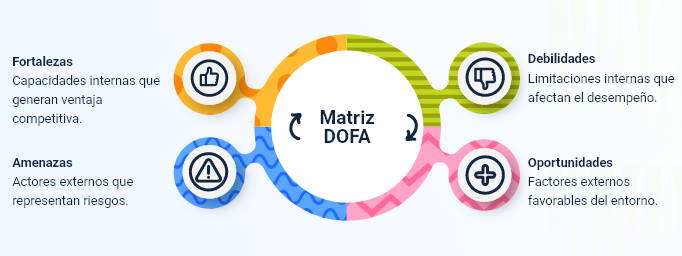 Fortalezas
Capacidades internas que
generan ventaja
competitiva.
Debilidades
Limitaciones internas que
afectan el desempeño.
Matriz
DOFA
Amenazas
Actores externos que
representan riesgos.
Oportunidades
Factores externos
favorables del entorno.